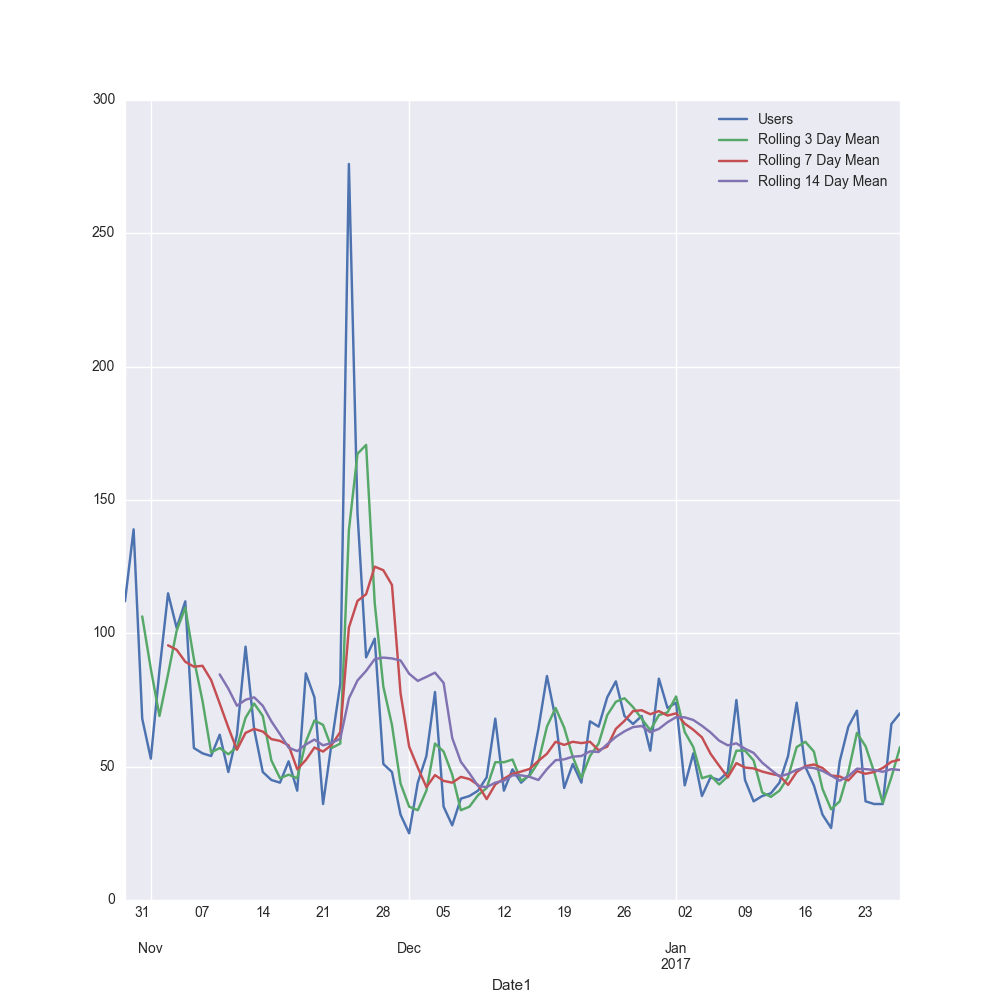 300
Users
Rolling 3 Day Mean
Rolling 7 Day Mean
Rolling 14 Day Mean
250
200
150
100
50
0
31 07 14 21 28 05 12 19 26 02 09 16 23
Nov Dec Jan
2017
Date1